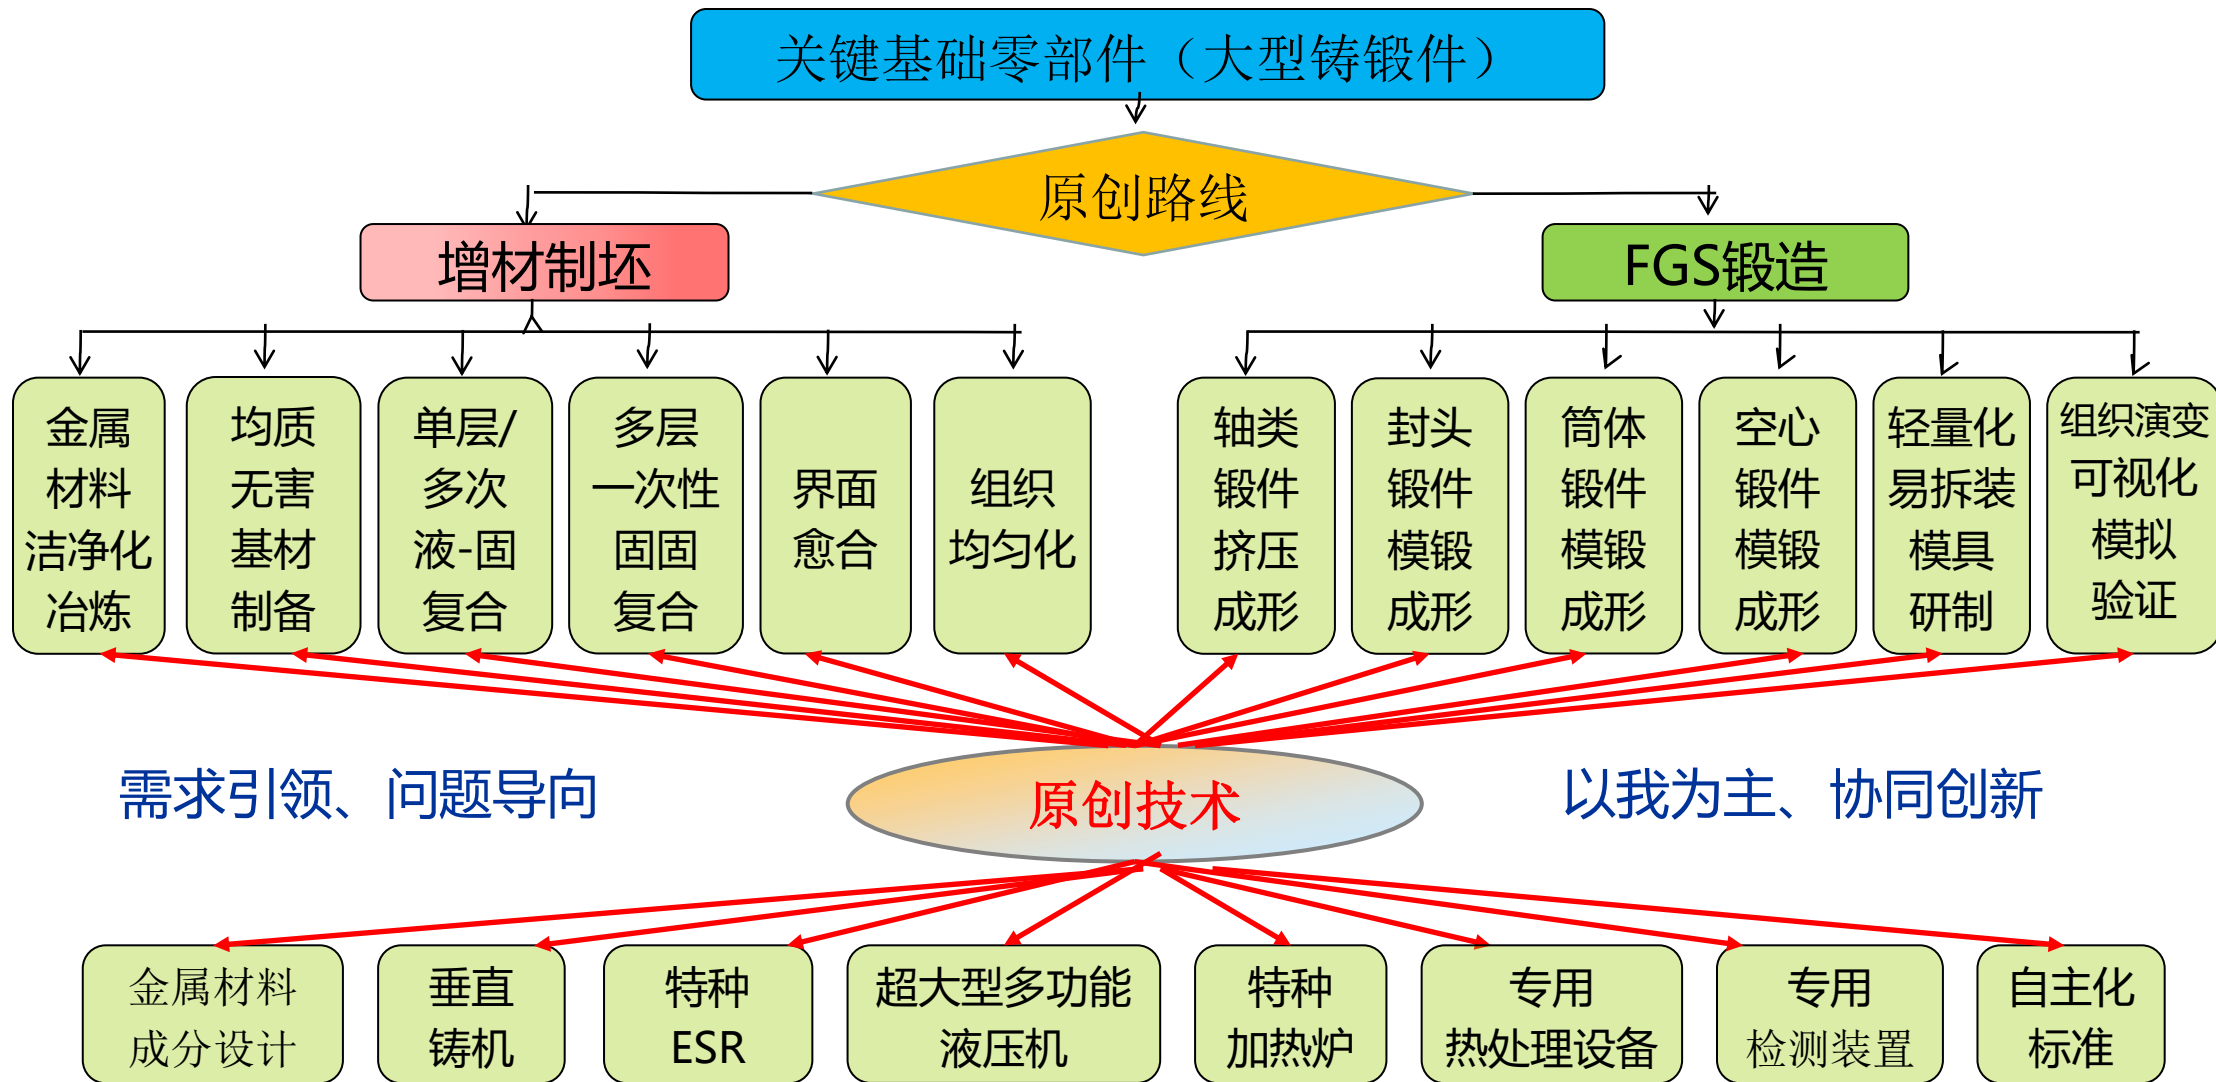 关键基础零部件（大型铸锻件）
原创路线
增材制坯
FGS锻造
金属
材料
洁净化
冶炼
均质
无害
基材
制备
单层/
多次
液-固
复合
多层
一次性
固固
复合
界面
愈合
组织
均匀化
轴类
锻件
挤压
成形
封头
锻件
模锻
成形
筒体
锻件
模锻
成形
空心
锻件
模锻
成形
轻量化
易拆装
模具
研制
组织演变
可视化
模拟
验证
需求引领、问题导向
原创技术
以我为主、协同创新
金属材料
成分设计
垂直
铸机
特种
ESR
超大型多功能
液压机
特种
加热炉
专用
热处理设备
专用
检测装置
自主化
标准